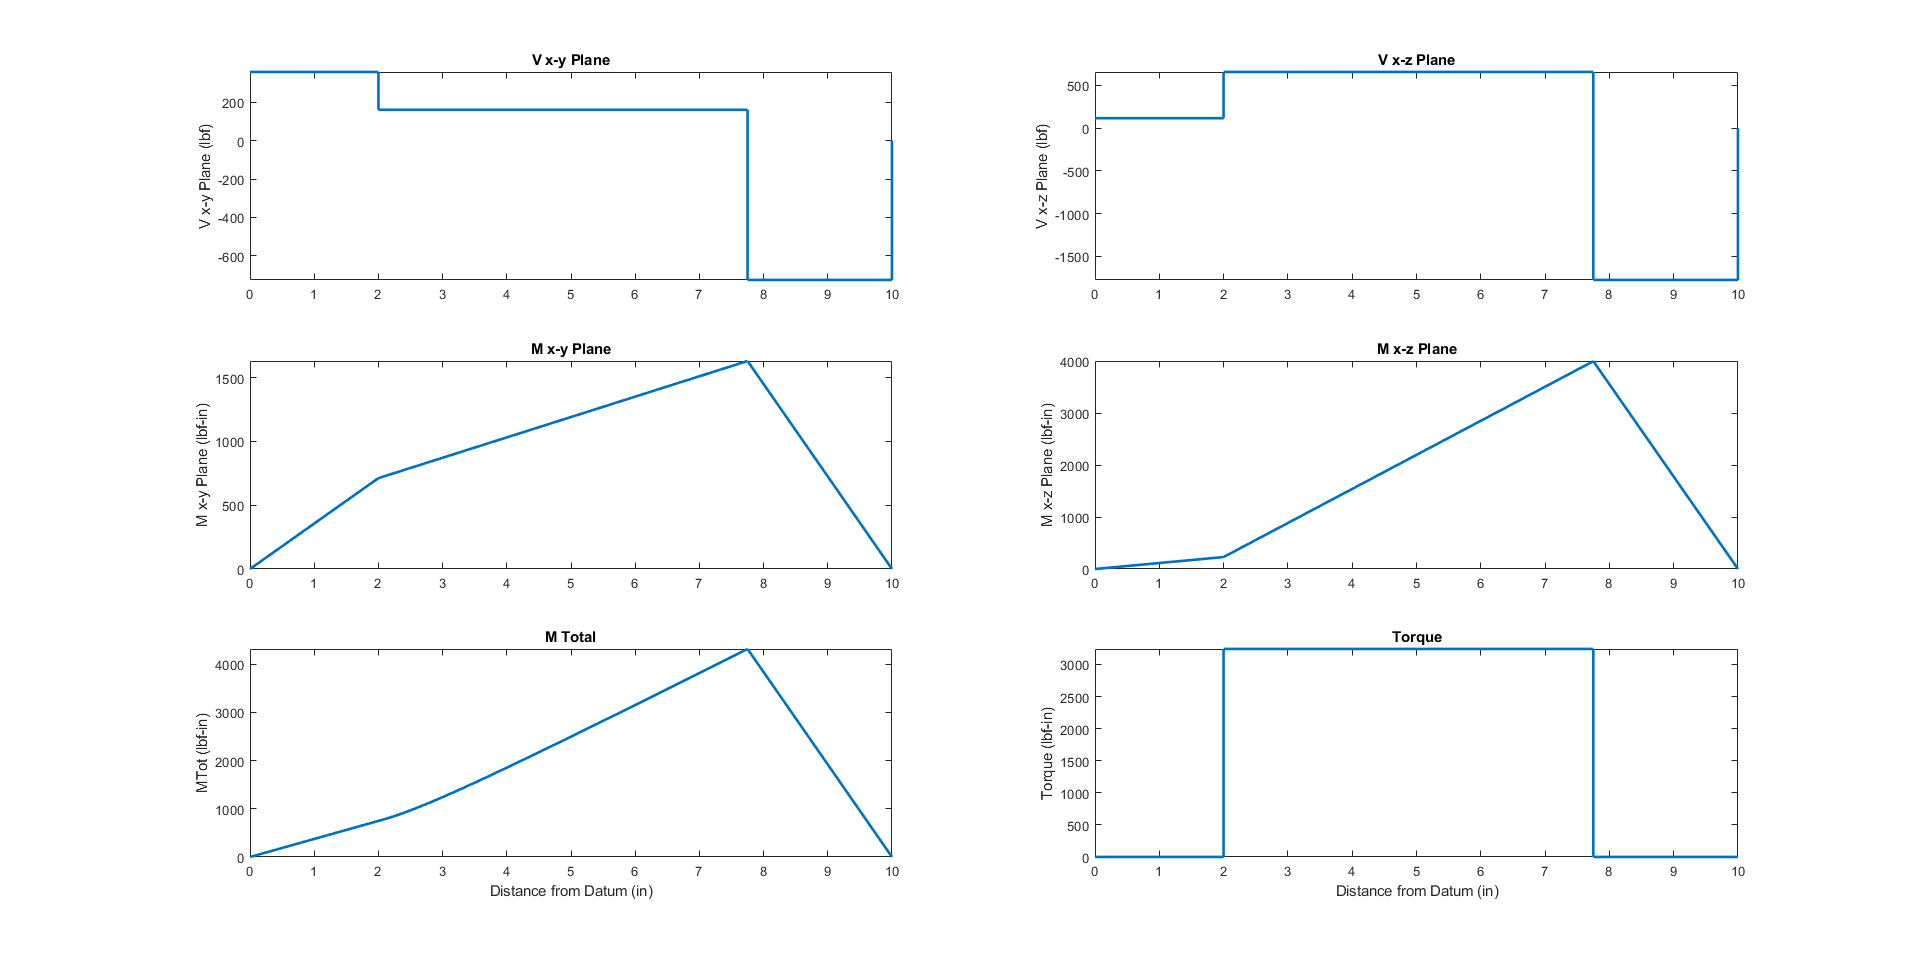 V x-y Plane
V x-y Plane (lbf)
200
0
-200
-400
-600
0 1 2 3 4 5 6 7 8 9 10
V x-z Plane
V x-z Plane (lbf)
500
0
-500
-1000
-1500
0 1 2 3 4 5 6 7 8 9 10
M x-y Plane
M x-y Plane (lbf-in)
1500
1000
500
0
0 1 2 3 4 5 6 7 8 9 10
M x-z Plane
M x-z Plane (lbf-in)
4000
3000
2000
1000
0
0 1 2 3 4 5 6 7 8 9 10
M Total
MTot (lbf-in)
4000
3000
2000
1000
0
0 1 2 3 4 5 6 7 8 9 10
Distance from Datum (in)
Torque
Torque (lbf-in)
3000
2500
2000
1500
1000
500
0
0 1 2 3 4 5 6 7 8 9 10
Distance from Datum (in)